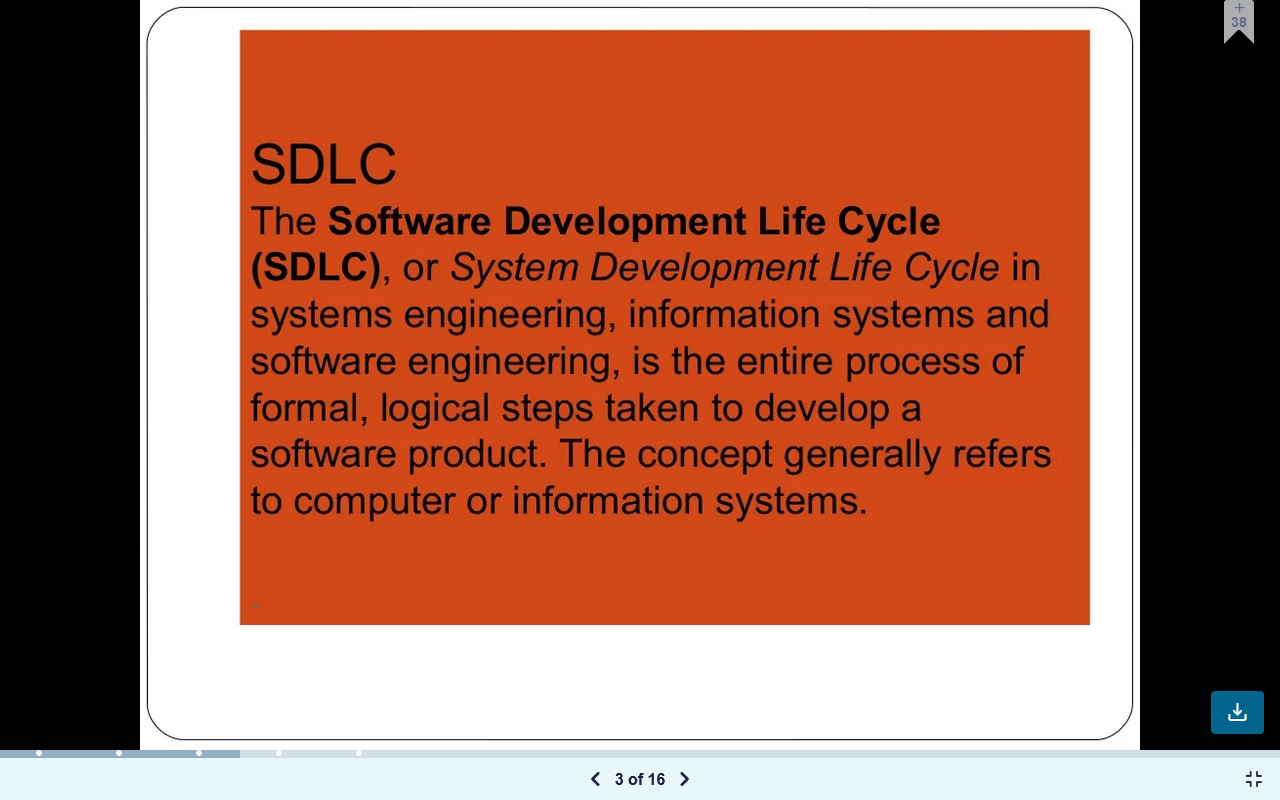 +
38
SDLC
The Software Development Life Cycle
(SDLC), or System Development Life Cycle in
systems engineering, information systems and
software engineering, is the entire process of
formal, logical steps taken to develop a
software product. The concept generally refers
to computer or information systems.
.
3 of 16